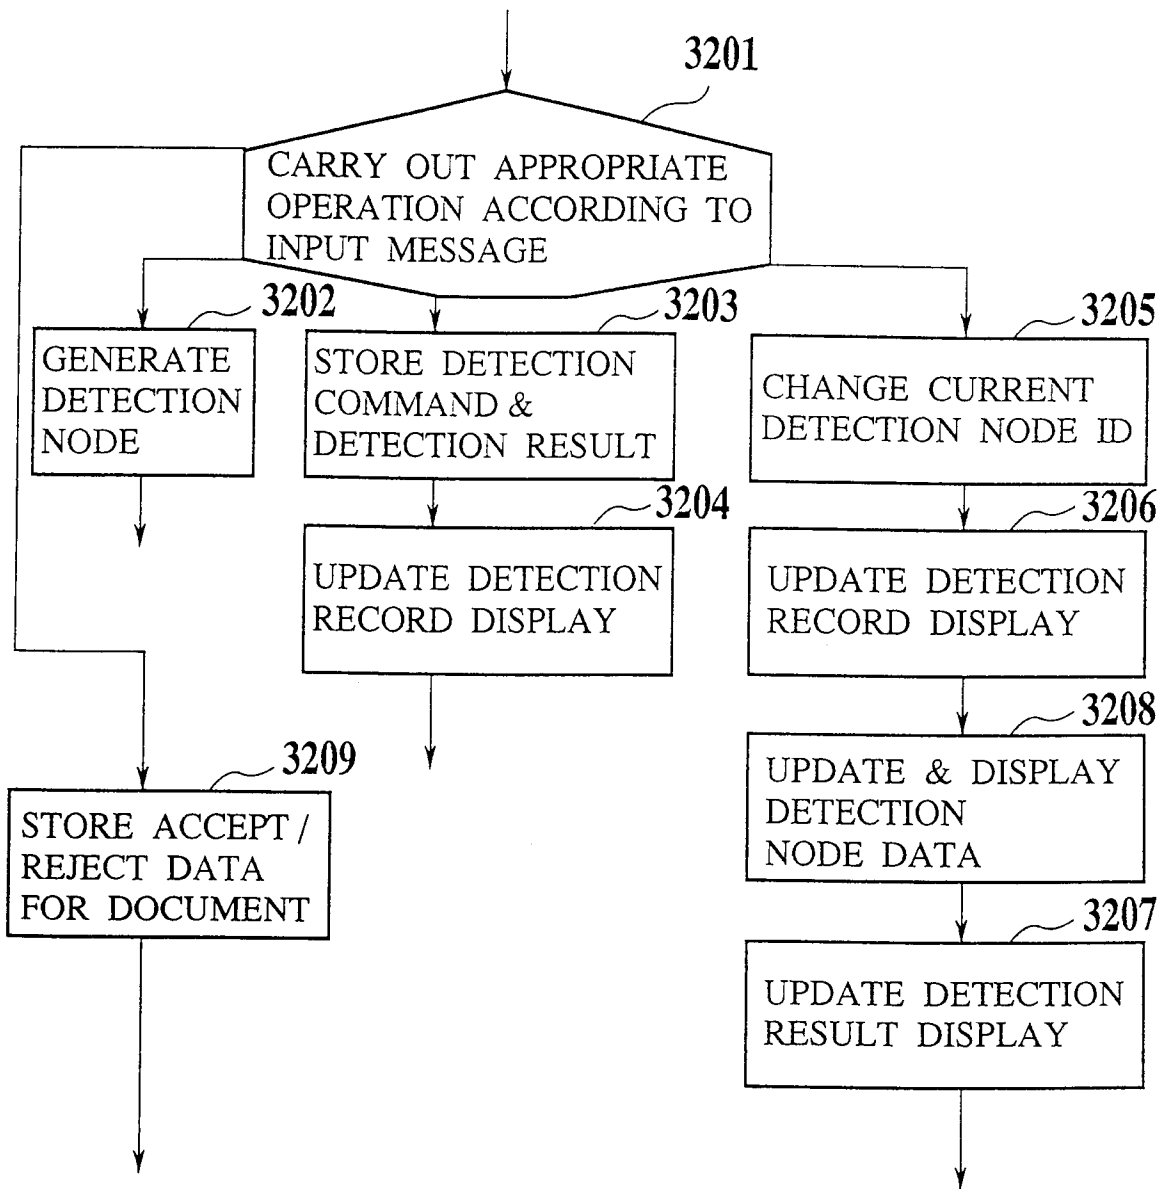 3201
CARRY OUT APPROPRIATE
OPERATION ACCORDING TO
INPUT MESSAGE
3202
GENERATE
DETECTION
NODE
3203
STORE DETECTION
COMMAND &
DETECTION RESULT
3204
UPDATE DETECTION
RECORD DISPLAY
3205
CHANGE CURRENT
DETECTION NODE ID
3206
UPDATE DETECTION
RECORD DISPLAY
3208
UPDATE & DISPLAY
DETECTION
NODE DATA
3207
UPDATE DETECTION
RESULT DISPLAY
3209
STORE ACCEPT /
REJECT DATA
FOR DOCUMENT